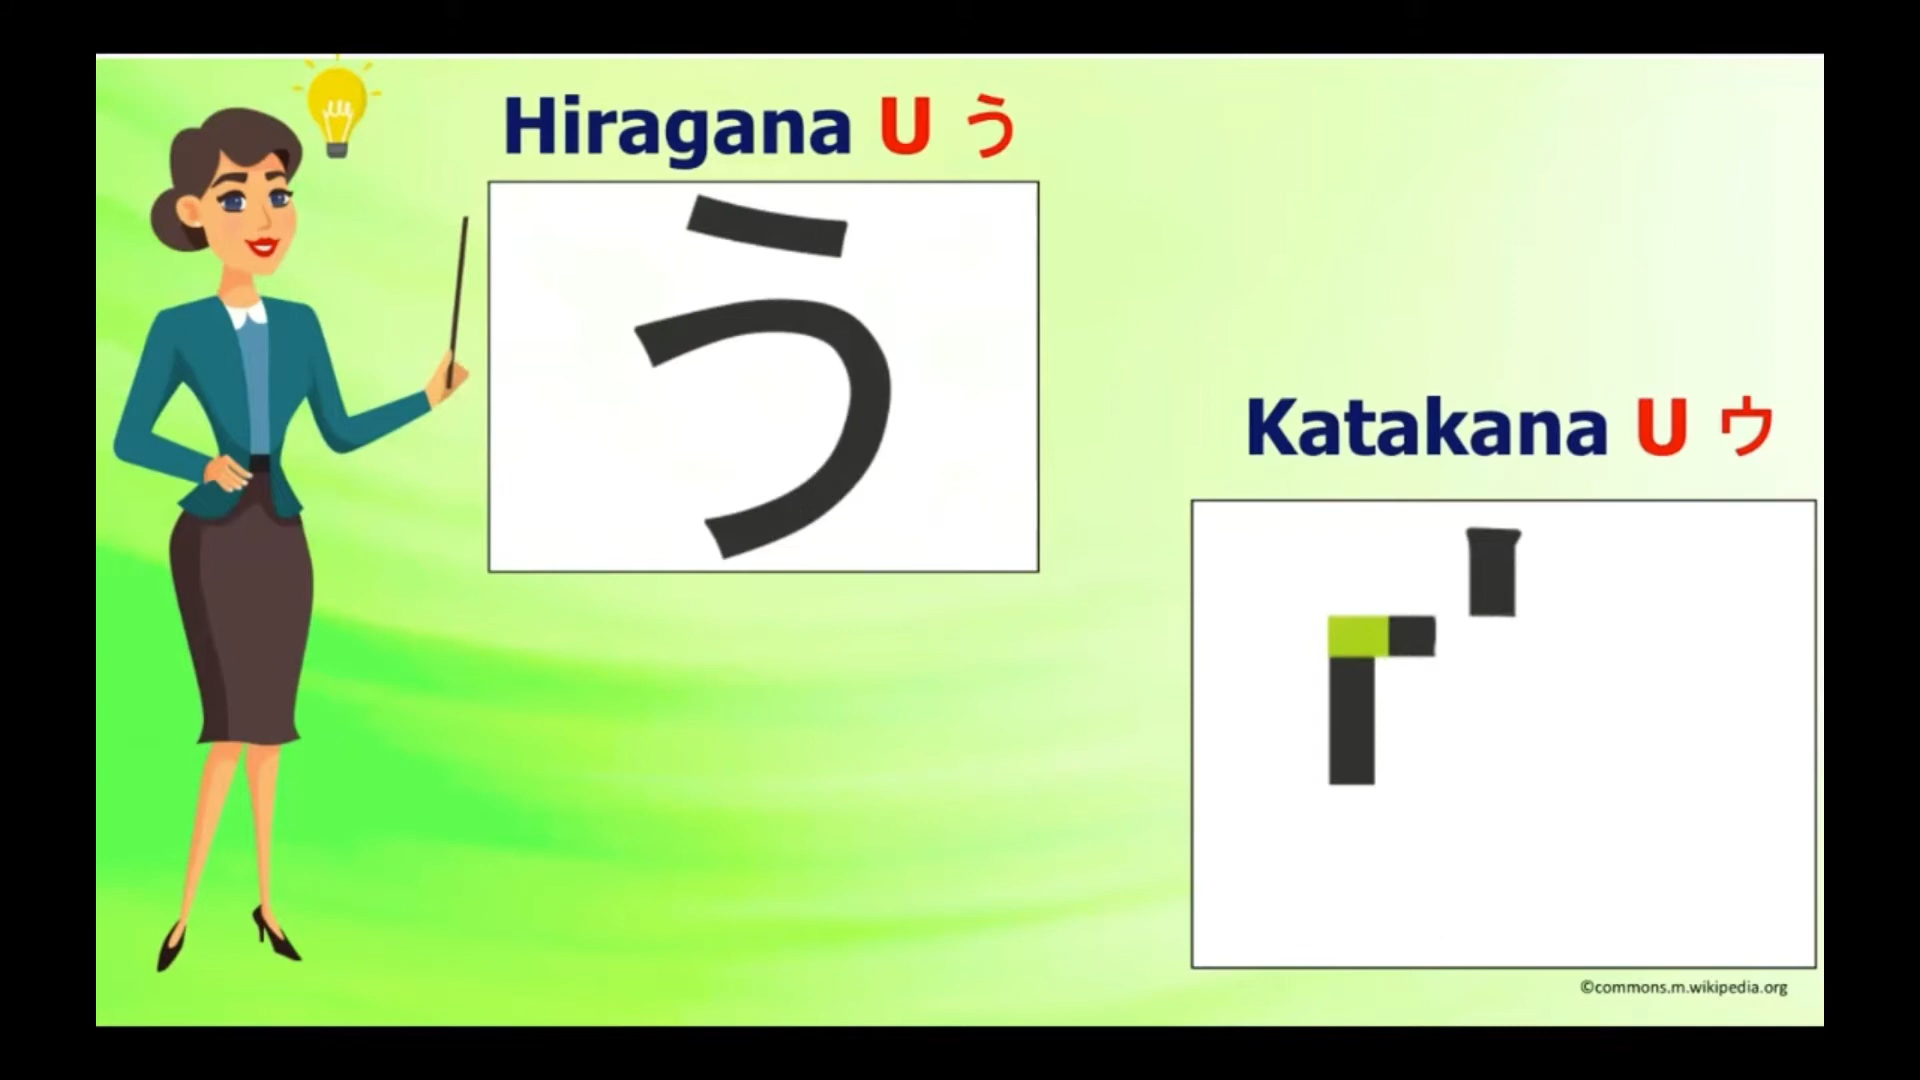 Hiragana U う
う
Katakana U ウ
©commons.m.wikipedia.org